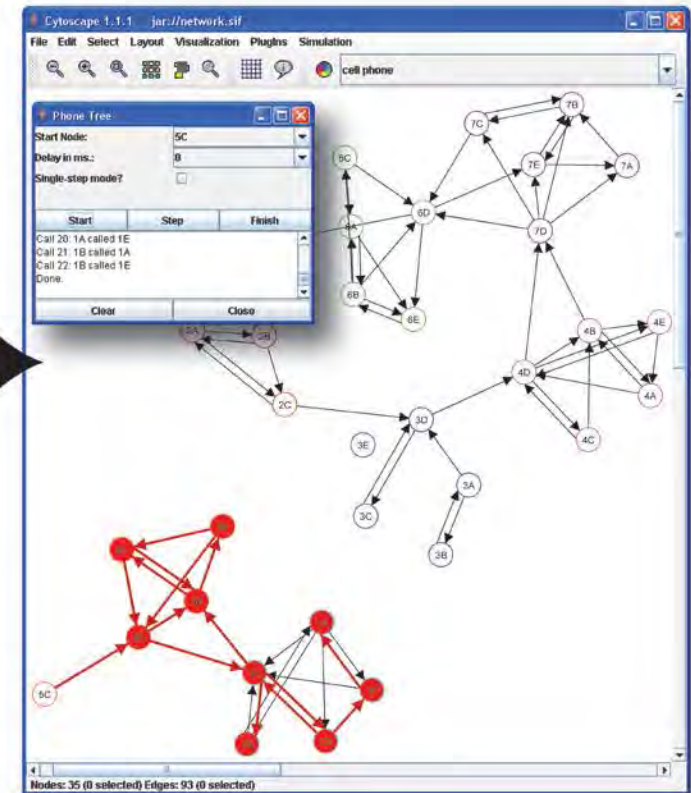 Cytoscape 1.1.1 jar://network.sif
File Edit Select Layout Visualization PlugIns Simulation
cell phone
Phone Tree
Start Node: 5C
Delay in ms.: 0
Single-step mode?
Start Step Finish
Call 20: 1A called 1E
Call 21: 1B called 1A
Call 22: 1B called 1E
Done.
Clear Close
7B
7C
7E
7A
6D
7D
6B
6E
4B
4E
4D
4A
4C
2B
2C
3D
3E
3A
3C
3B
5C
Nodes: 35 (0 selected) Edges: 93 (0 selected)